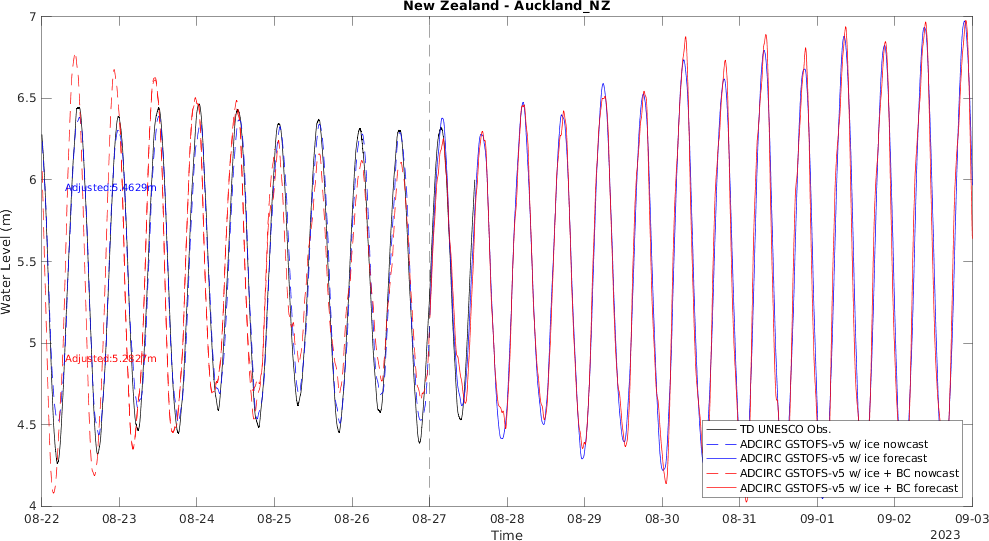 New Zealand - Auckland_NZ
7
6.5
6
5.5
5
4.5
4
Water Level (m)
Adjusted:5.4629m
Adjusted:5.2827m
TD UNESCO Obs.
ADCIRC GSTOFS-v5 w/ ice nowcast
ADCIRC GSTOFS-v5 w/ ice forecast
ADCIRC GSTOFS-v5 w/ ice + BC nowcast
ADCIRC GSTOFS-v5 w/ ice + BC forecast
08-22 08-23 08-24 08-25 08-26 08-27 08-28 08-29 08-30 08-31 09-01 09-02 09-03
Time
2023